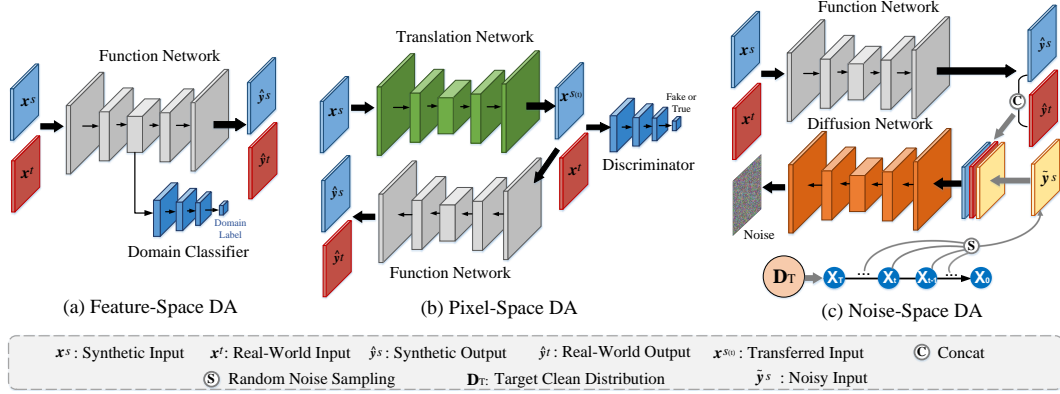 Function Network
x^s
x^t
ŷ^s
ŷ^t
Domain
Label
Domain Classifier
(a) Feature-Space DA
Translation Network
x^s
x^s(t)
Fake or
True
Discriminator
x^t
ŷ^s
ŷ^t
Function Network
(b) Pixel-Space DA
Function Network
x^s
x^t
ŷ^s
ŷ^t
C
Diffusion Network
ỹ^s
Noise
S
D_T
X_T
...
X_t
X_t-1
...
X_0
(c) Noise-Space DA
x^s : Synthetic Input x^t : Real-World Input ŷ^s : Synthetic Output ŷ^t : Real-World Output x^s(t) : Transferred Input C Concat
S Random Noise Sampling D_T: Target Clean Distribution ỹ^s : Noisy Input